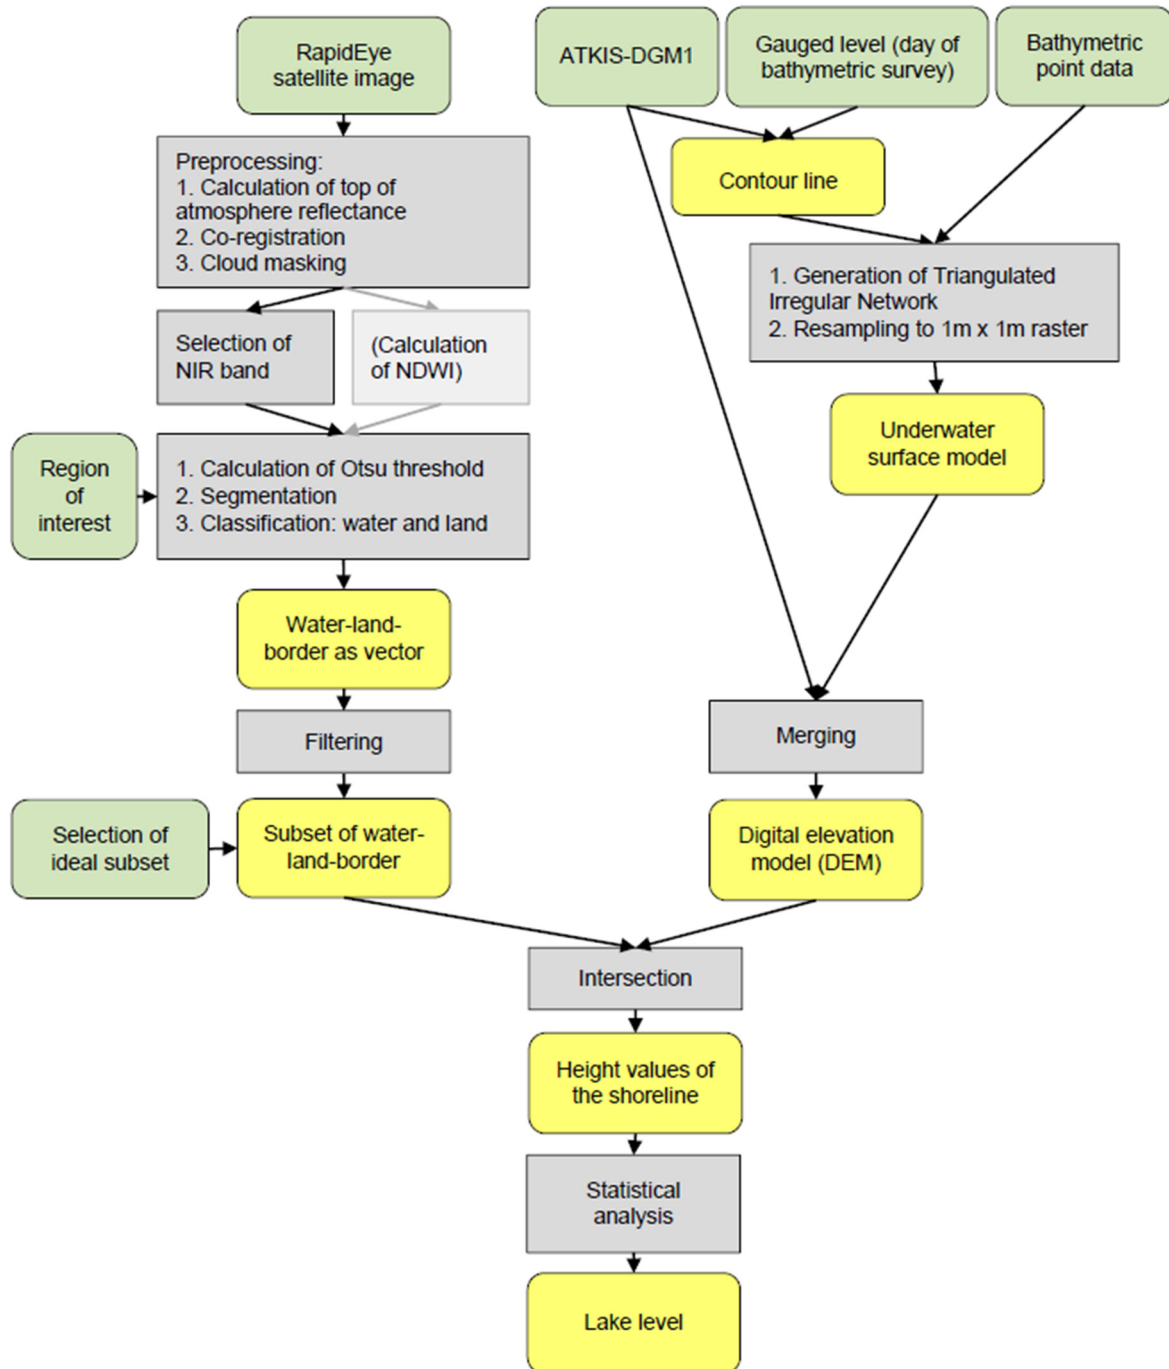 RapidEye
satellite image
ATKIS-DGM1
Gauged level (day of
bathymetric survey)
Bathymetric
point data
Preprocessing:
1. Calculation of top of
atmosphere reflectance
2. Co-registration
3. Cloud masking
Contour line
1. Generation of Triangulated
Irregular Network
2. Resampling to 1m x 1m raster
Selection of
NIR band
(Calculation
of NDWI)
Underwater
surface model
Region
of
interest
1. Calculation of Otsu threshold
2. Segmentation
3. Classification: water and land
Water-land-
border as vector
Filtering
Merging
Selection of
ideal subset
Subset of water-
land-border
Digital elevation
model (DEM)
Intersection
Height values of
the shoreline
Statistical
analysis
Lake level